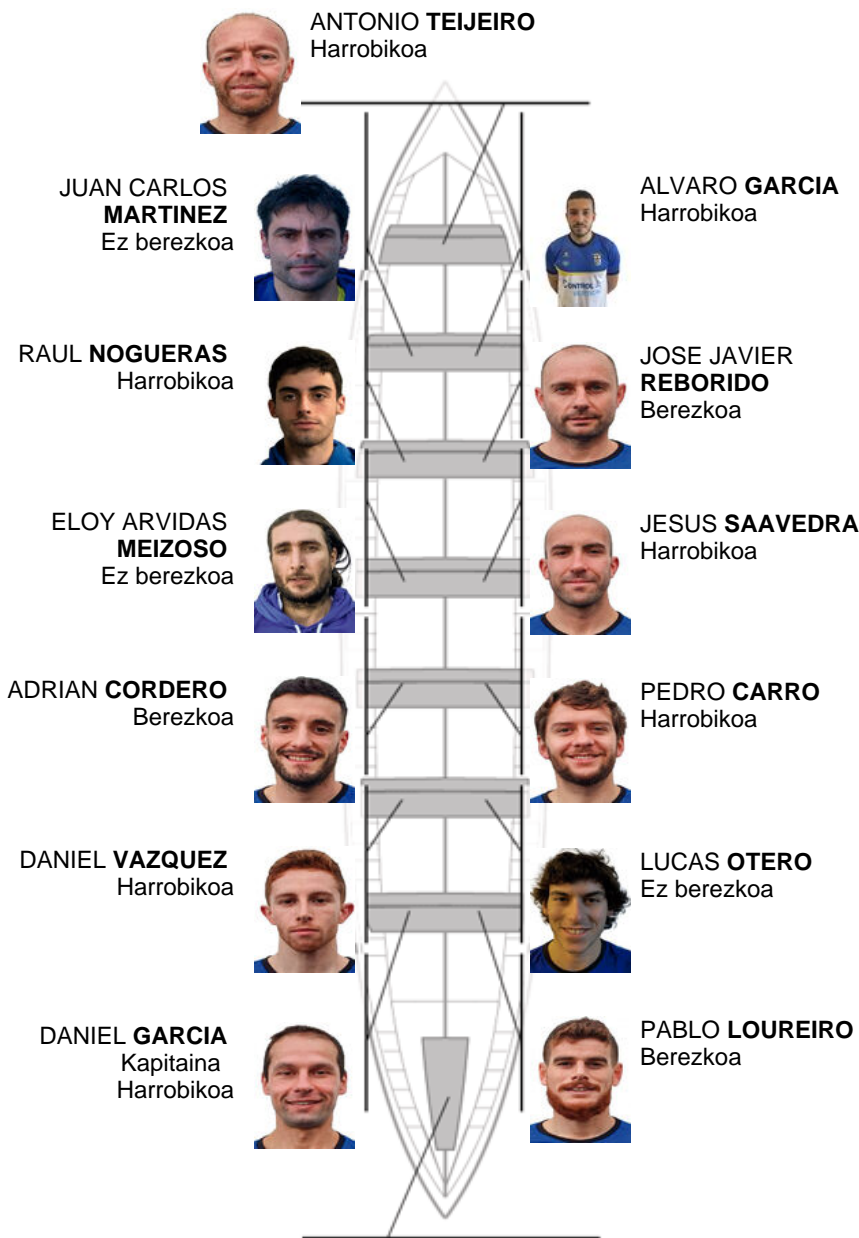 ANTONIO TEIJEIRO
Harrobikoa
JUAN CARLOS
MARTINEZ
Ez berezkoa
ALVARO GARCIA
Harrobikoa
RAUL NOGUERAS
Harrobikoa
JOSE JAVIER
REBORIDO
Berezkoa
ELOY ARVIDAS
MEIZOSO
Ez berezkoa
JESUS SAAVEDRA
Harrobikoa
ADRIAN CORDERO
Berezkoa
PEDRO CARRO
Harrobikoa
DANIEL VAZQUEZ
Harrobikoa
LUCAS OTERO
Ez berezkoa
DANIEL GARCIA
Kapitaina
Harrobikoa
PABLO LOUREIRO
Berezkoa